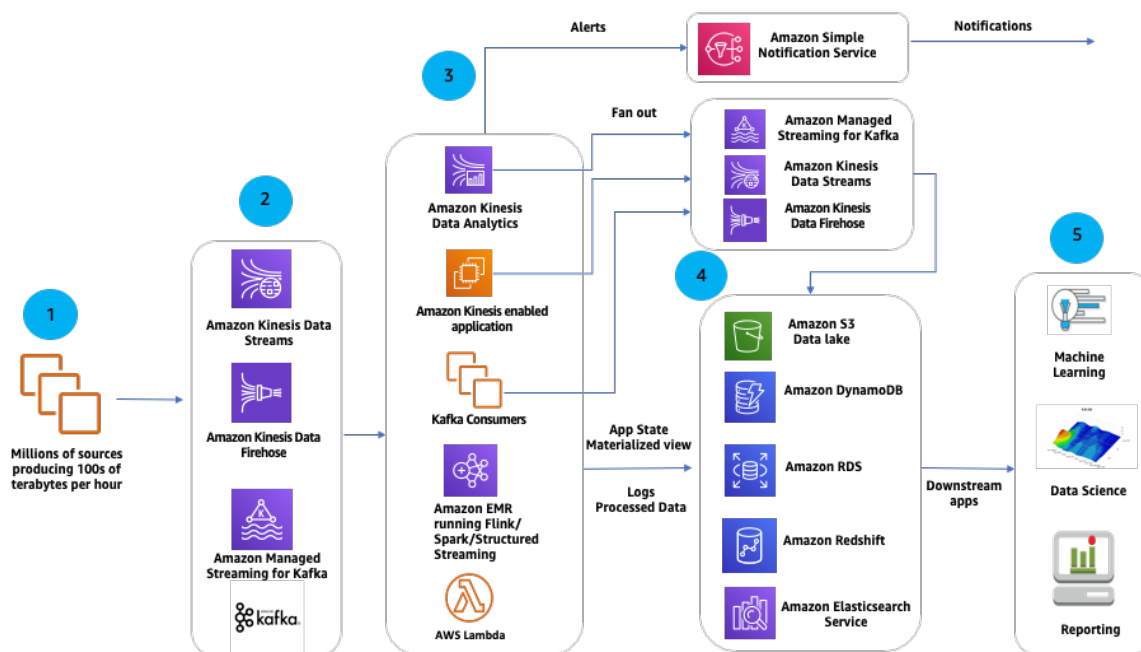 Alerts
Amazon Simple
Notification Service
Notifications
3
Fan out
Amazon Managed
Streaming for Kafka
Amazon Kinesis
Data Streams
Amazon Kinesis
Data Firehose
2
Amazon Kinesis
Data Analytics
5
4
1
Amazon Kinesis Data
Streams
Amazon Kinesis enabled
application
Amazon S3
Data lake
Machine
Learning
Amazon DynamoDB
Kafka Consumers
Amazon Kinesis Data
Firehose
Millions of sources
producing 100s of
terabytes per hour
App State
Materialized view
Amazon RDS
Downstream
apps
Data Science
Logs
Processed Data
Amazon EMR
running Flink/
Spark/Structured
Streaming
K
Amazon Managed
Streaming for Kafka
kafka
Amazon Redshift
AWS Lambda
Amazon Elasticsearch
Service
Reporting